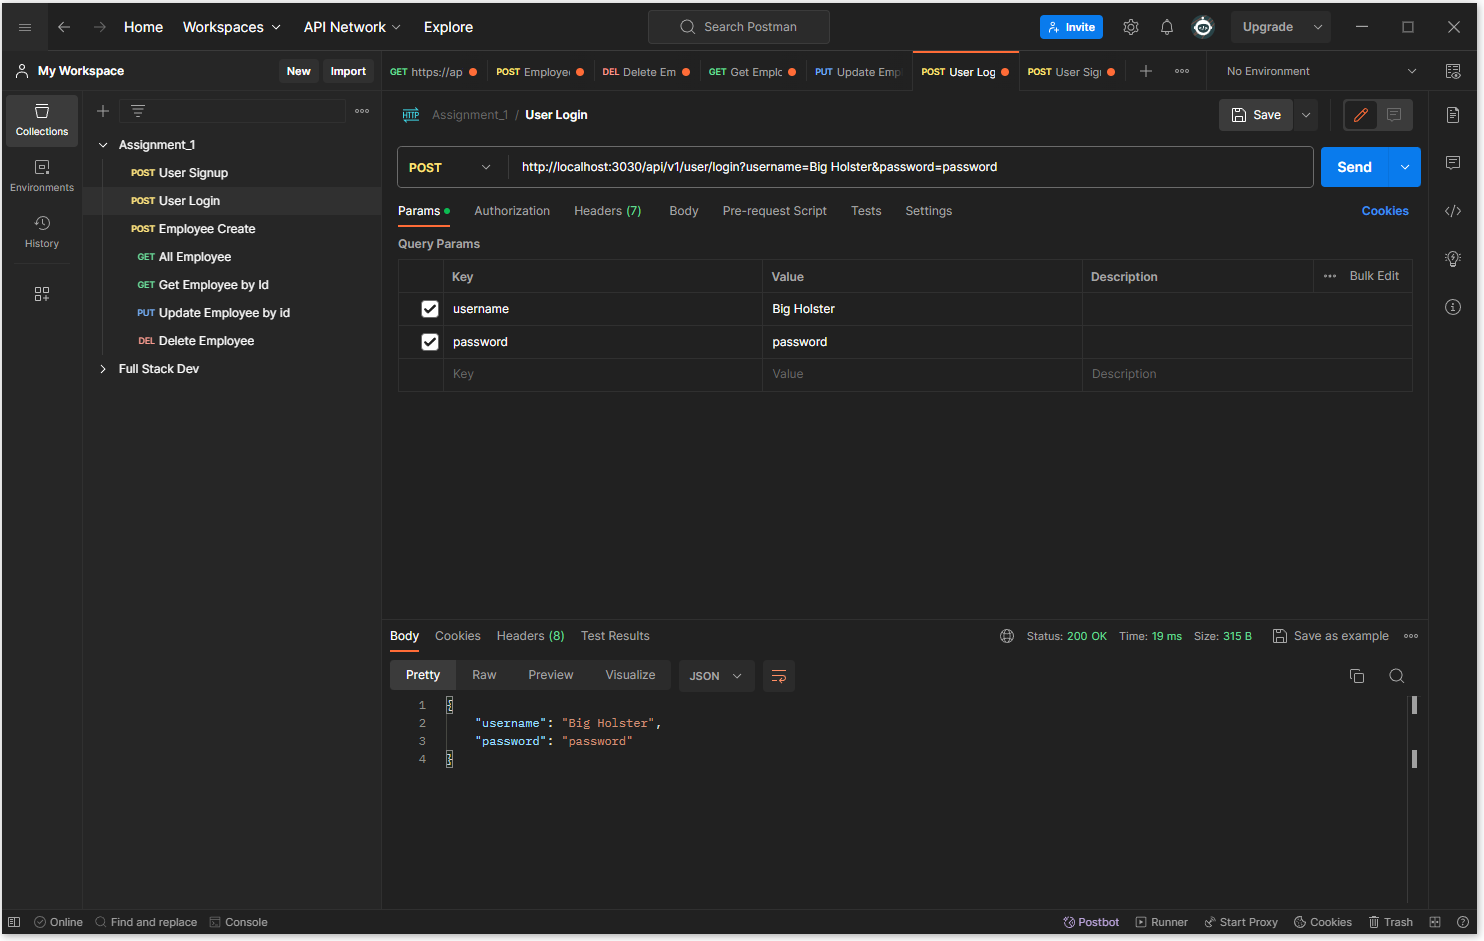 Home Workspaces API Network Explore Search Postman Invite Upgrade
My Workspace New Import GET https://ap POST Employe DEL Delete Em GET Get Emplo PUT Update Emp POST User Log POST User Sig No Environment
Collections
Environments
History
Assignment_1
POST User Signup
POST User Login
POST Employee Create
GET All Employee
GET Get Employee by Id
PUT Update Employee by id
DEL Delete Employee
Full Stack Dev
HTTP Assignment_1 / User Login Save
POST http://localhost:3030/api/v1/user/login?username=Big Holster&password=password Send
Params Authorization Headers (7) Body Pre-request Script Tests Settings Cookies
Query Params
Key Value Description Bulk Edit
username Big Holster
password password
Key Value Description
Body Cookies Headers (8) Test Results Status: 200 OK Time: 19 ms Size: 315 B Save as example
Pretty Raw Preview Visualize JSON
1 {
2 "username": "Big Holster",
3 "password": "password"
4 }
Online Find and replace Console Postbot Runner Start Proxy Cookies Trash